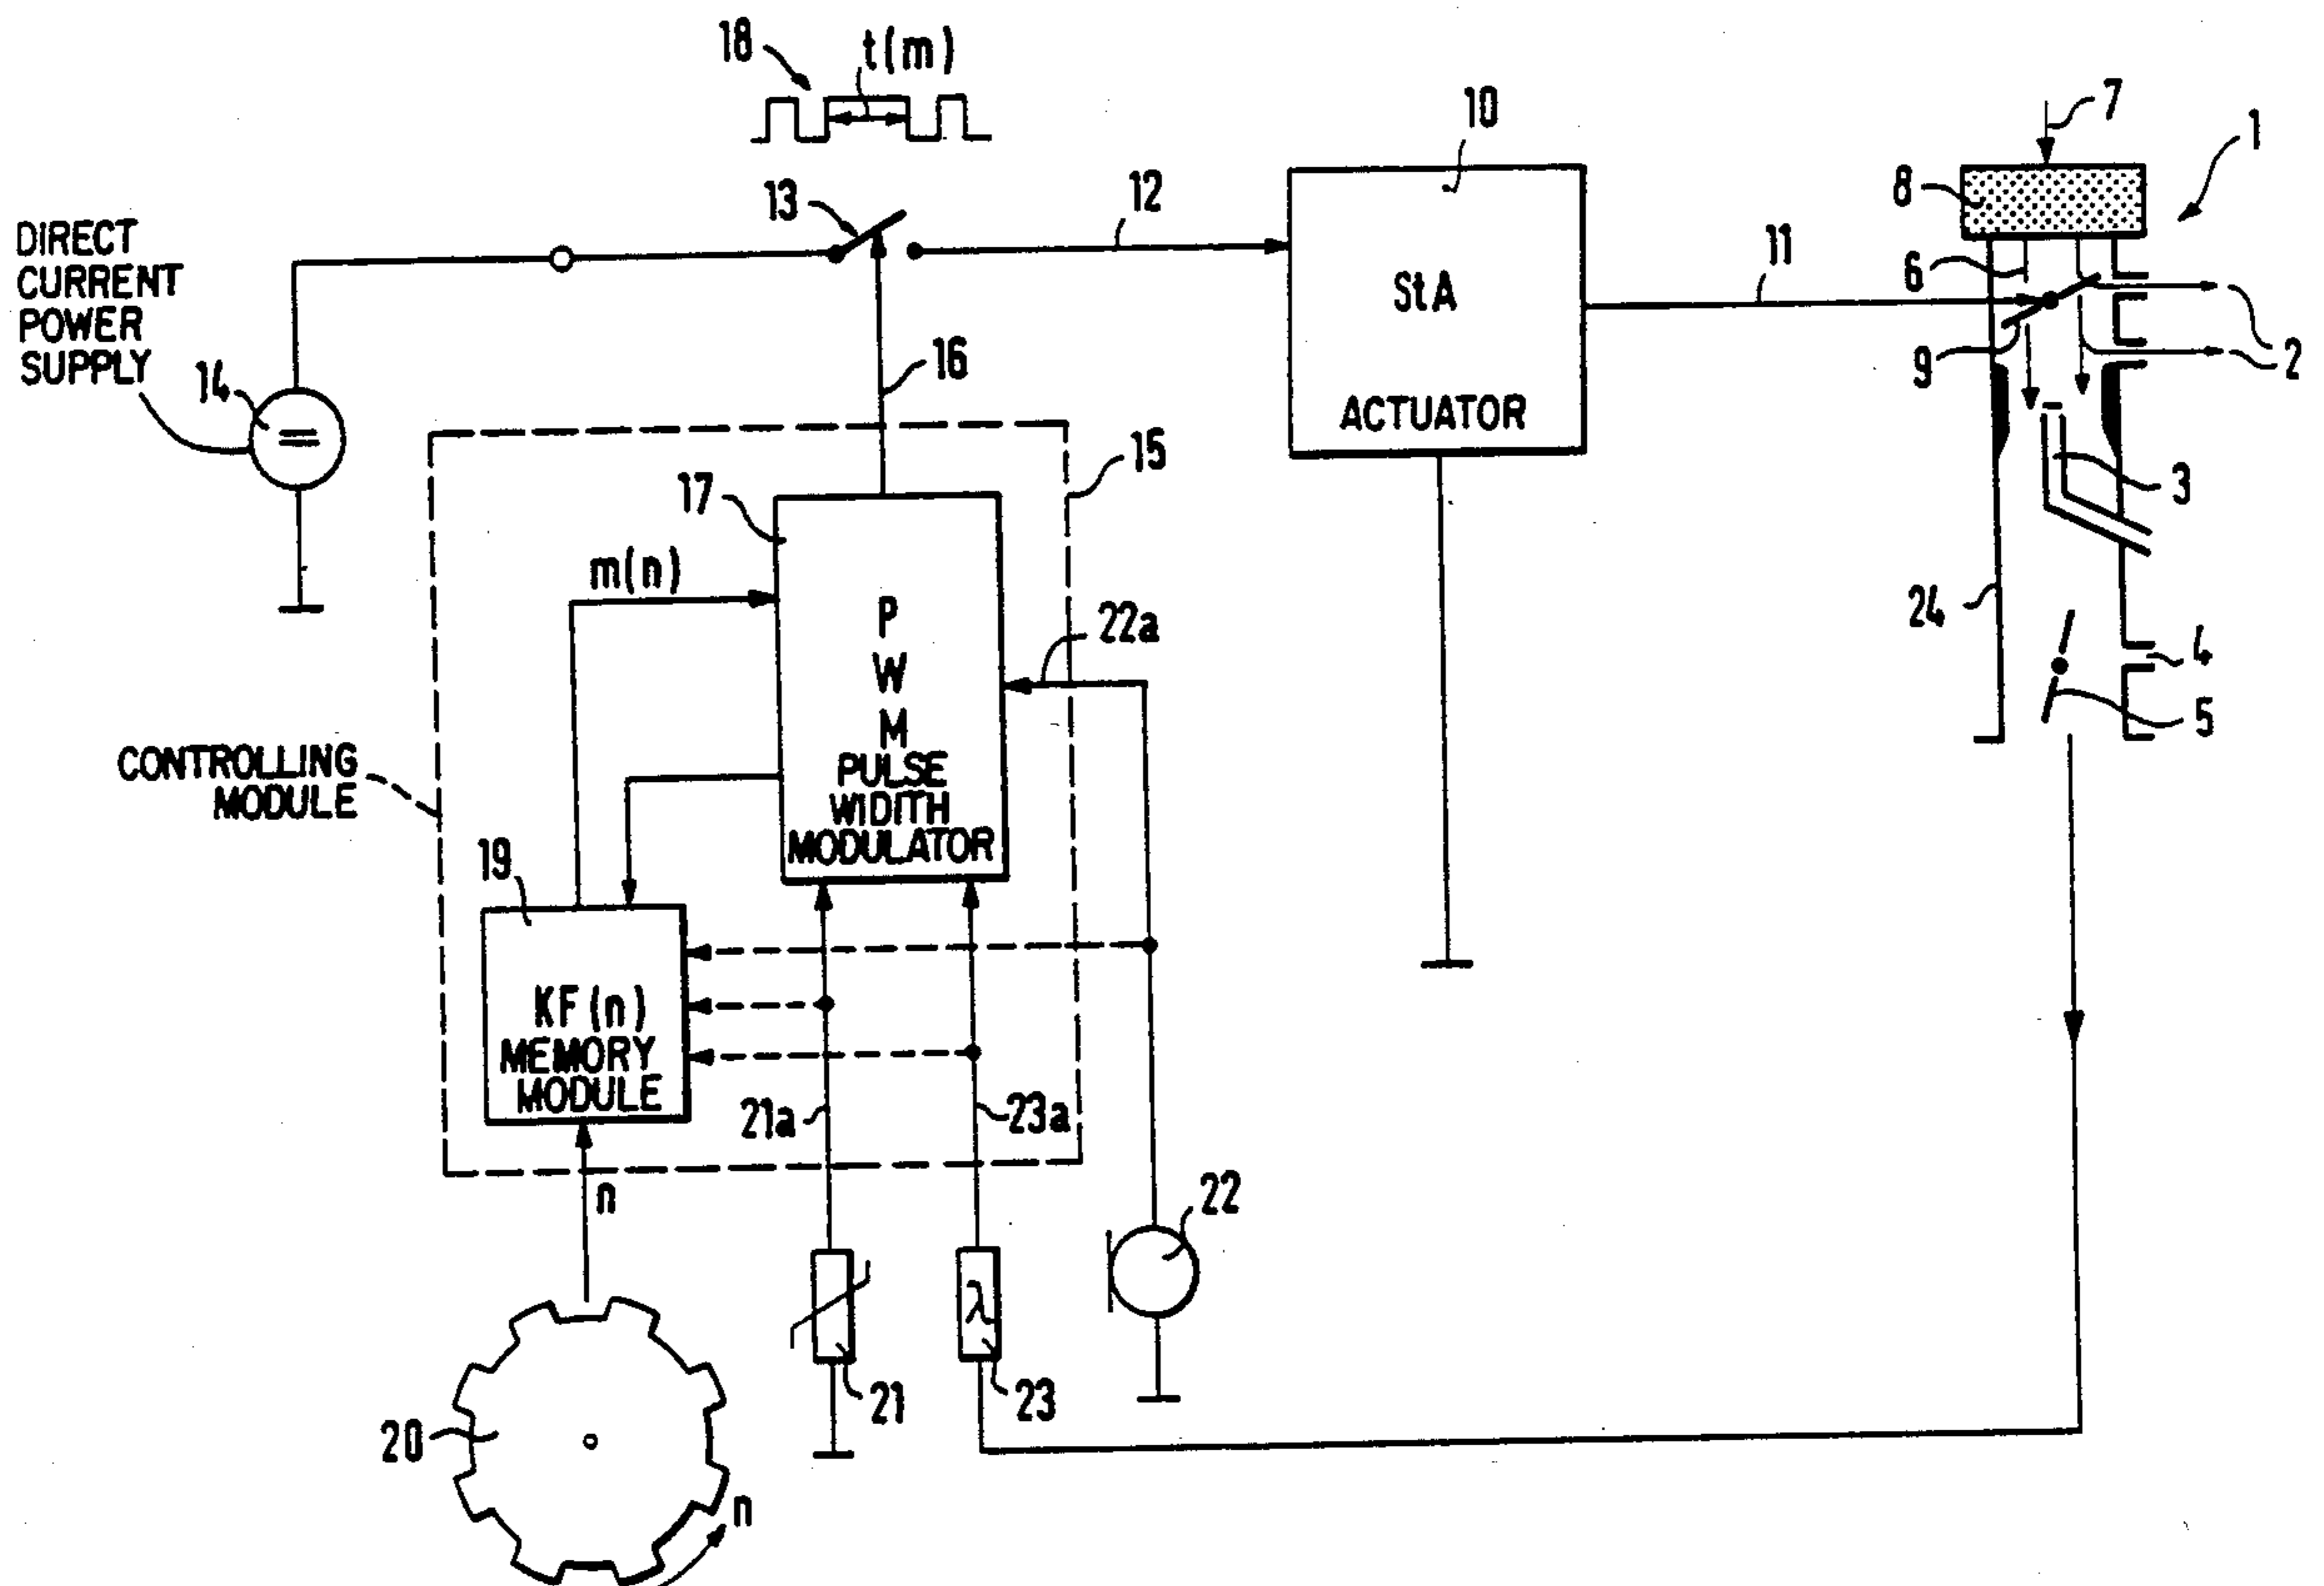 18
t(m)
7
1
10
8
13
12
DIRECT
CURRENT
POWER
SUPPLY
14
11
6
StA
9
2
16
ACTUATOR
15
17
3
m(n)
P
W
M
PULSE
WIDITH
MODULATOR
22a
24
4
5
CONTROLLING
MODULE
19
KF(n)
MEMORY
MODULE
21a
23a
n
22
λ
21
23
20
n